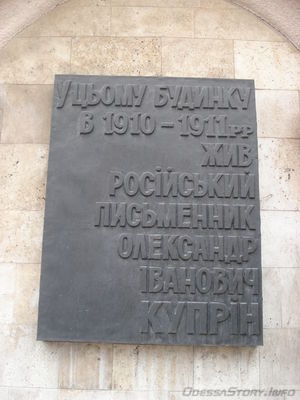 У ЦЬОМУ БУДИНКУ
В 1910 – 1911 РР
ЖИВ
РОСІЙСЬКИЙ
ПИСЬМЕННИК
ОЛЕКСАНДР
ІВАНОВИЧ
КУПРІН
OdessaStory.Info